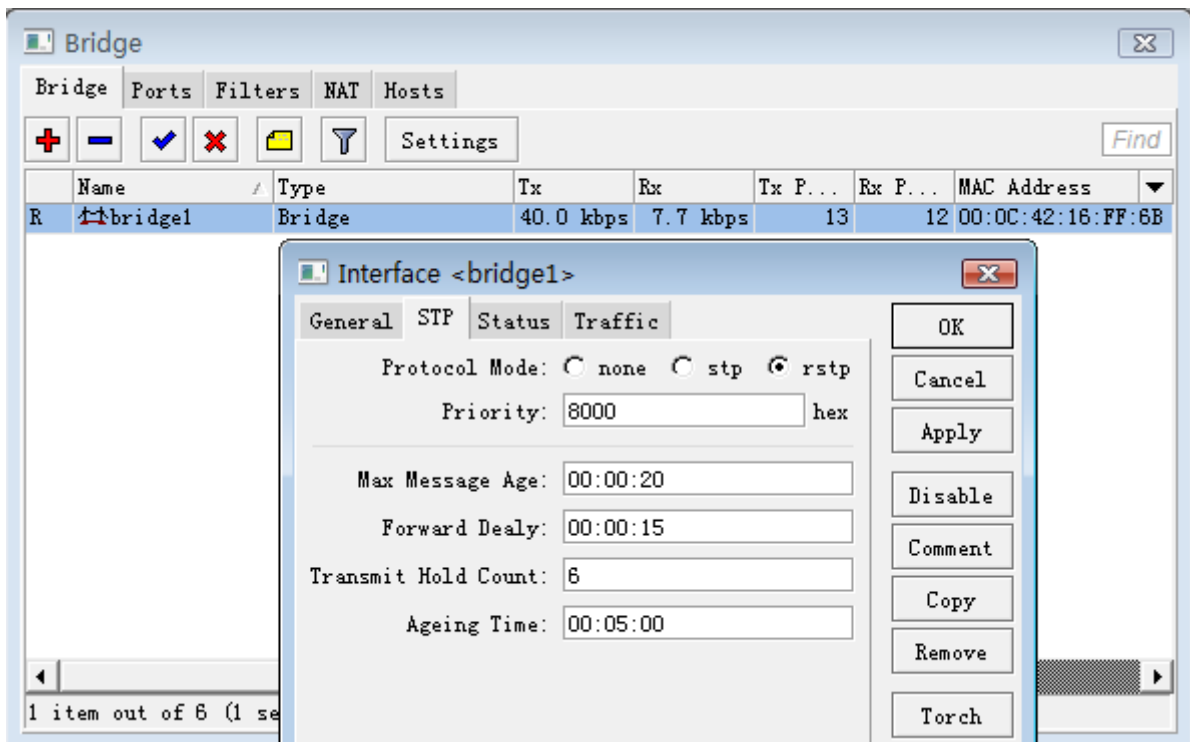 Bridge
Bridge Ports Filters NAT Hosts
Settings Find
Name Type Tx Rx Tx P... Rx P... MAC Address
R bridge1 Bridge 40.0 kbps 7.7 kbps 13 12 00:0C:42:16:FF:6B
Interface <bridge1>
General STP Status Traffic
OK
Protocol Mode: none stp rstp
Cancel
Priority: 8000 hex
Apply
Max Message Age: 00:00:20
Disable
Forward Dealy: 00:00:15
Comment
Transmit Hold Count: 6
Copy
Ageing Time: 00:05:00
Remove
1 item out of 6 (1 se
Torch